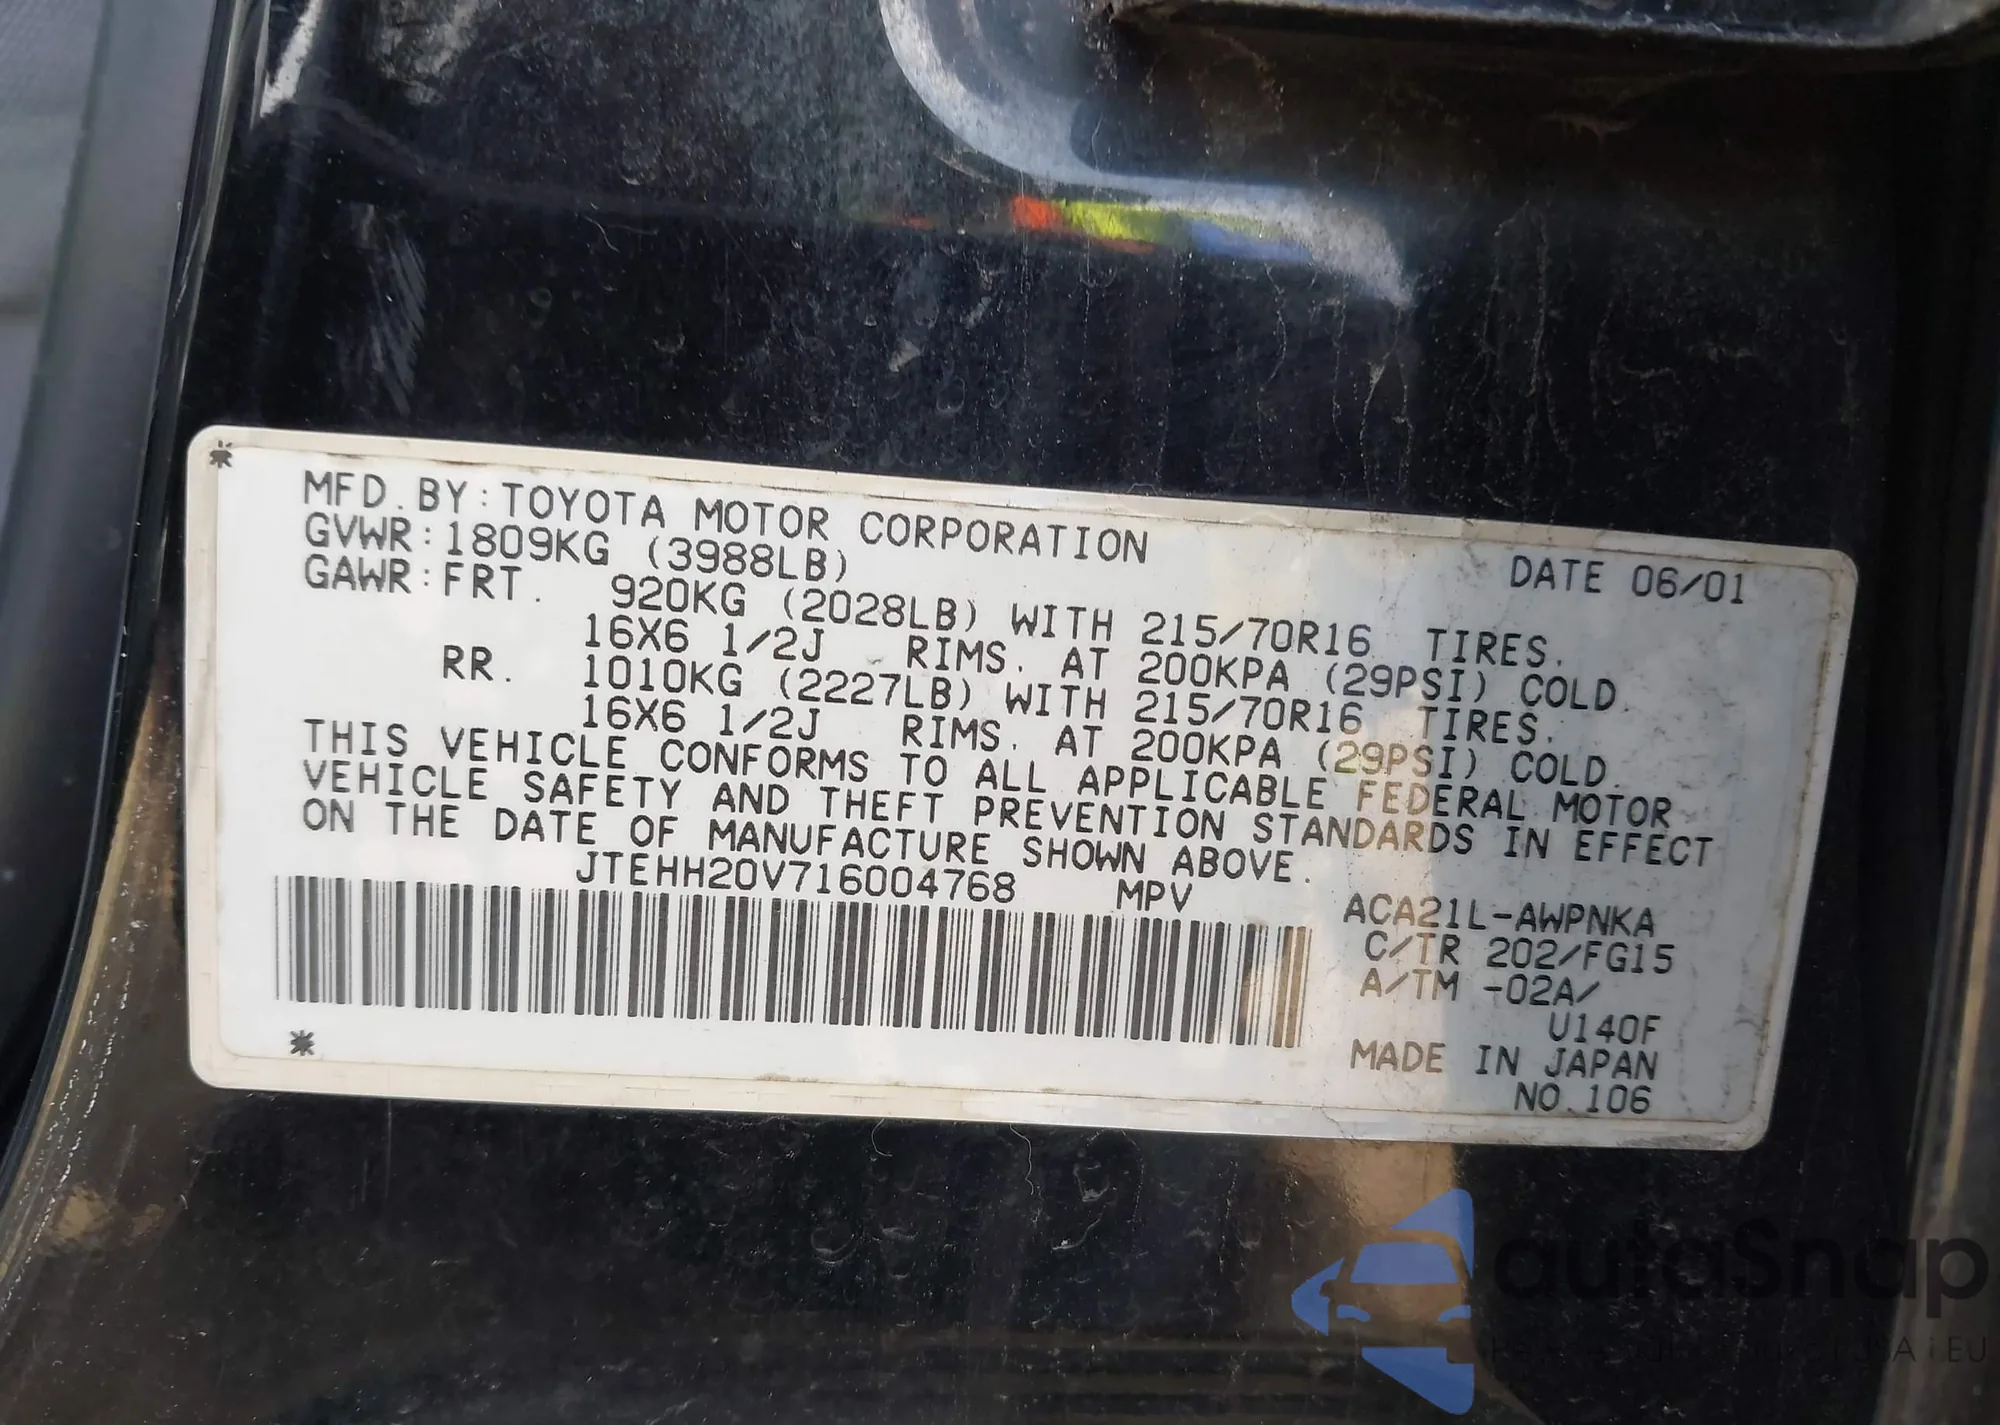 MFD.BY:TOYOTA MOTOR CORPORATION DATE 06/01
GVWR:1809KG (3988LB)
GAWR:FRT. 920KG (2028LB) WITH 215/70R16 TIRES.
16X6 1/2J RIMS. AT 200KPA (29PSI) COLD.
RR. 1010KG (2227LB) WITH 215/70R16 TIRES.
16X6 1/2J RIMS. AT 200KPA (29PSI) COLD.
THIS VEHICLE CONFORMS TO ALL APPLICABLE FEDERAL MOTOR
VEHICLE SAFETY AND THEFT PREVENTION STANDARDS IN EFFECT
ON THE DATE OF MANUFACTURE SHOWN ABOVE.
JTEHH20V716004768 MPV
ACA21L-AWPNKA
C/TR 202/FG15
A/TM -02A/
U140F
MADE IN JAPAN
NO.106
autaSnap
USA i EU